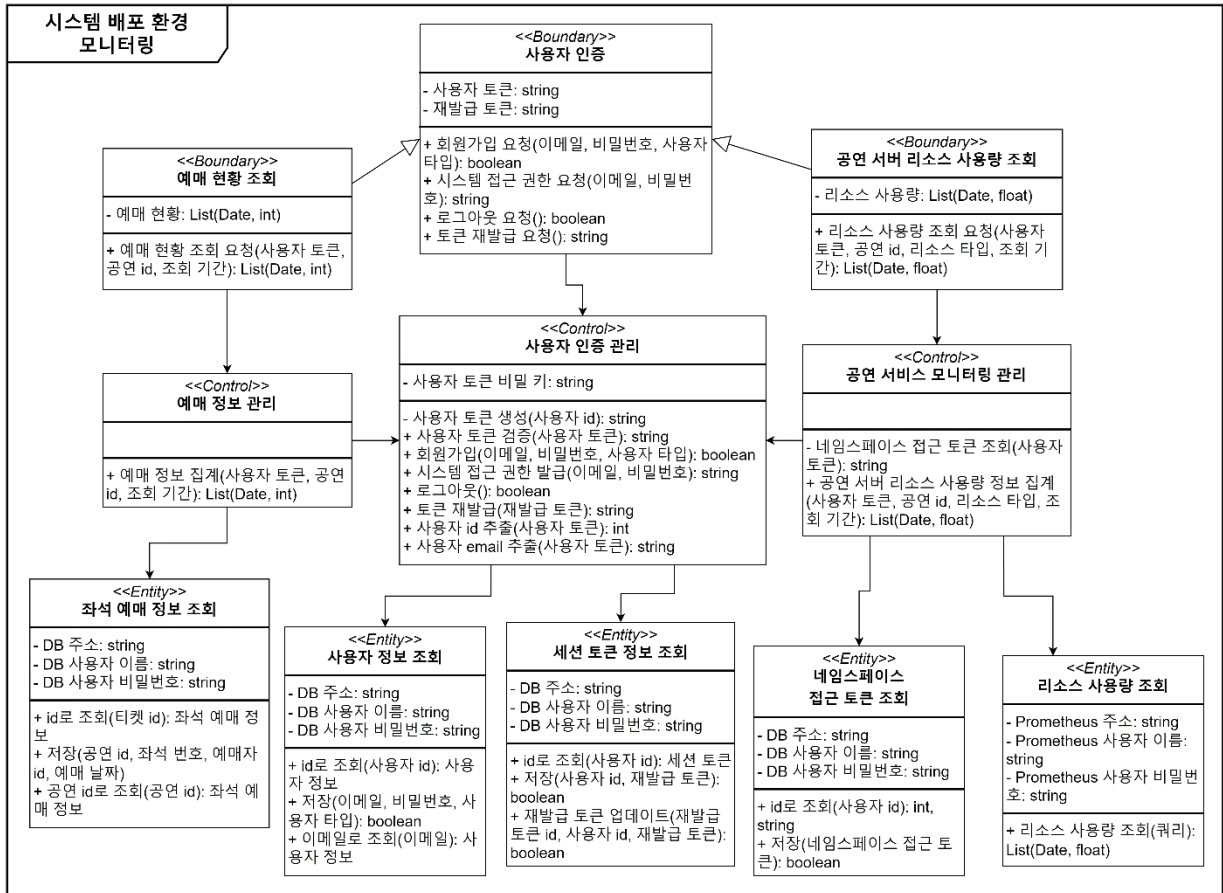 시스템 배포 환경
모니터링
<<Boundary>>
사용자 인증
- 사용자 토큰: string
- 재발급 토큰: string
+ 회원가입 요청(이메일, 비밀번호, 사용자
타입): boolean
+ 시스템 접근 권한 요청(이메일, 비밀번
호): string
+ 로그아웃 요청(): boolean
+ 토큰 재발급 요청(): string
<<Boundary>>
예매 현황 조회
- 예매 현황: List(Date, int)
+ 예매 현황 조회 요청(사용자 토큰,
공연 id, 조회 기간): List(Date, int)
<<Boundary>>
공연 서버 리소스 사용량 조회
- 리소스 사용량: List(Date, float)
+ 리소스 사용량 조회 요청(사용자
토큰, 공연 id, 리소스 타입, 조회 기
간): List(Date, float)
<<Control>>
예매 정보 관리
+ 예매 정보 집계(사용자 토큰, 공연
id, 조회 기간): List(Date, int)
<<Control>>
사용자 인증 관리
- 사용자 토큰 비밀 키: string
- 사용자 토큰 생성(사용자 id): string
+ 사용자 토큰 검증(사용자 토큰): string
+ 회원가입(이메일, 비밀번호, 사용자 타입): boolean
+ 시스템 접근 권한 발급(이메일, 비밀번호): string
+ 로그아웃(): boolean
+ 토큰 재발급(재발급 토큰): string
+ 사용자 id 추출(사용자 토큰): int
+ 사용자 email 추출(사용자 토큰): string
<<Control>>
공연 서비스 모니터링 관리
- 네임스페이스 접근 토큰 조회(사용자
토큰): string
+ 공연 서버 리소스 사용량 정보 집계
(사용자 토큰, 공연 id, 리소스 타입, 조
회 기간): List(Date, float)
<<Entity>>
좌석 예매 정보 조회
- DB 주소: string
- DB 사용자 이름: string
- DB 사용자 비밀번호: string
+ id로 조회(티켓 id): 좌석 예매 정
보
+ 저장(공연 id, 좌석 번호, 예매자
id, 예매 날짜)
+ 공연 id로 조회(공연 id): 좌석 예
매 정보
<<Entity>>
사용자 정보 조회
- DB 주소: string
- DB 사용자 이름: string
- DB 사용자 비밀번호: string
+ id로 조회(사용자 id): 사용
자 정보
+ 저장(이메일, 비밀번호, 사
용자 타입): boolean
+ 이메일로 조회(이메일): 사
용자 정보
<<Entity>>
세션 토큰 정보 조회
- DB 주소: string
- DB 사용자 이름: string
- DB 사용자 비밀번호: string
+ id로 조회(사용자 id): 세션 토큰
+ 저장(사용자 id, 재발급 토큰):
boolean
+ 재발급 토큰 업데이트(재발급
토큰 id, 사용자 id, 재발급 토큰):
boolean
<<Entity>>
네임스페이스
접근 토큰 조회
- DB 주소: string
- DB 사용자 이름: string
- DB 사용자 비밀번호: string
+ id로 조회(사용자 id): int,
string
+ 저장(네임스페이스 접근 토
큰): boolean
<<Entity>>
리소스 사용량 조회
- Prometheus 주소: string
- Prometheus 사용자 이름:
string
- Prometheus 사용자 비밀번
호: string
+ 리소스 사용량 조회(쿼리):
List(Date, float)